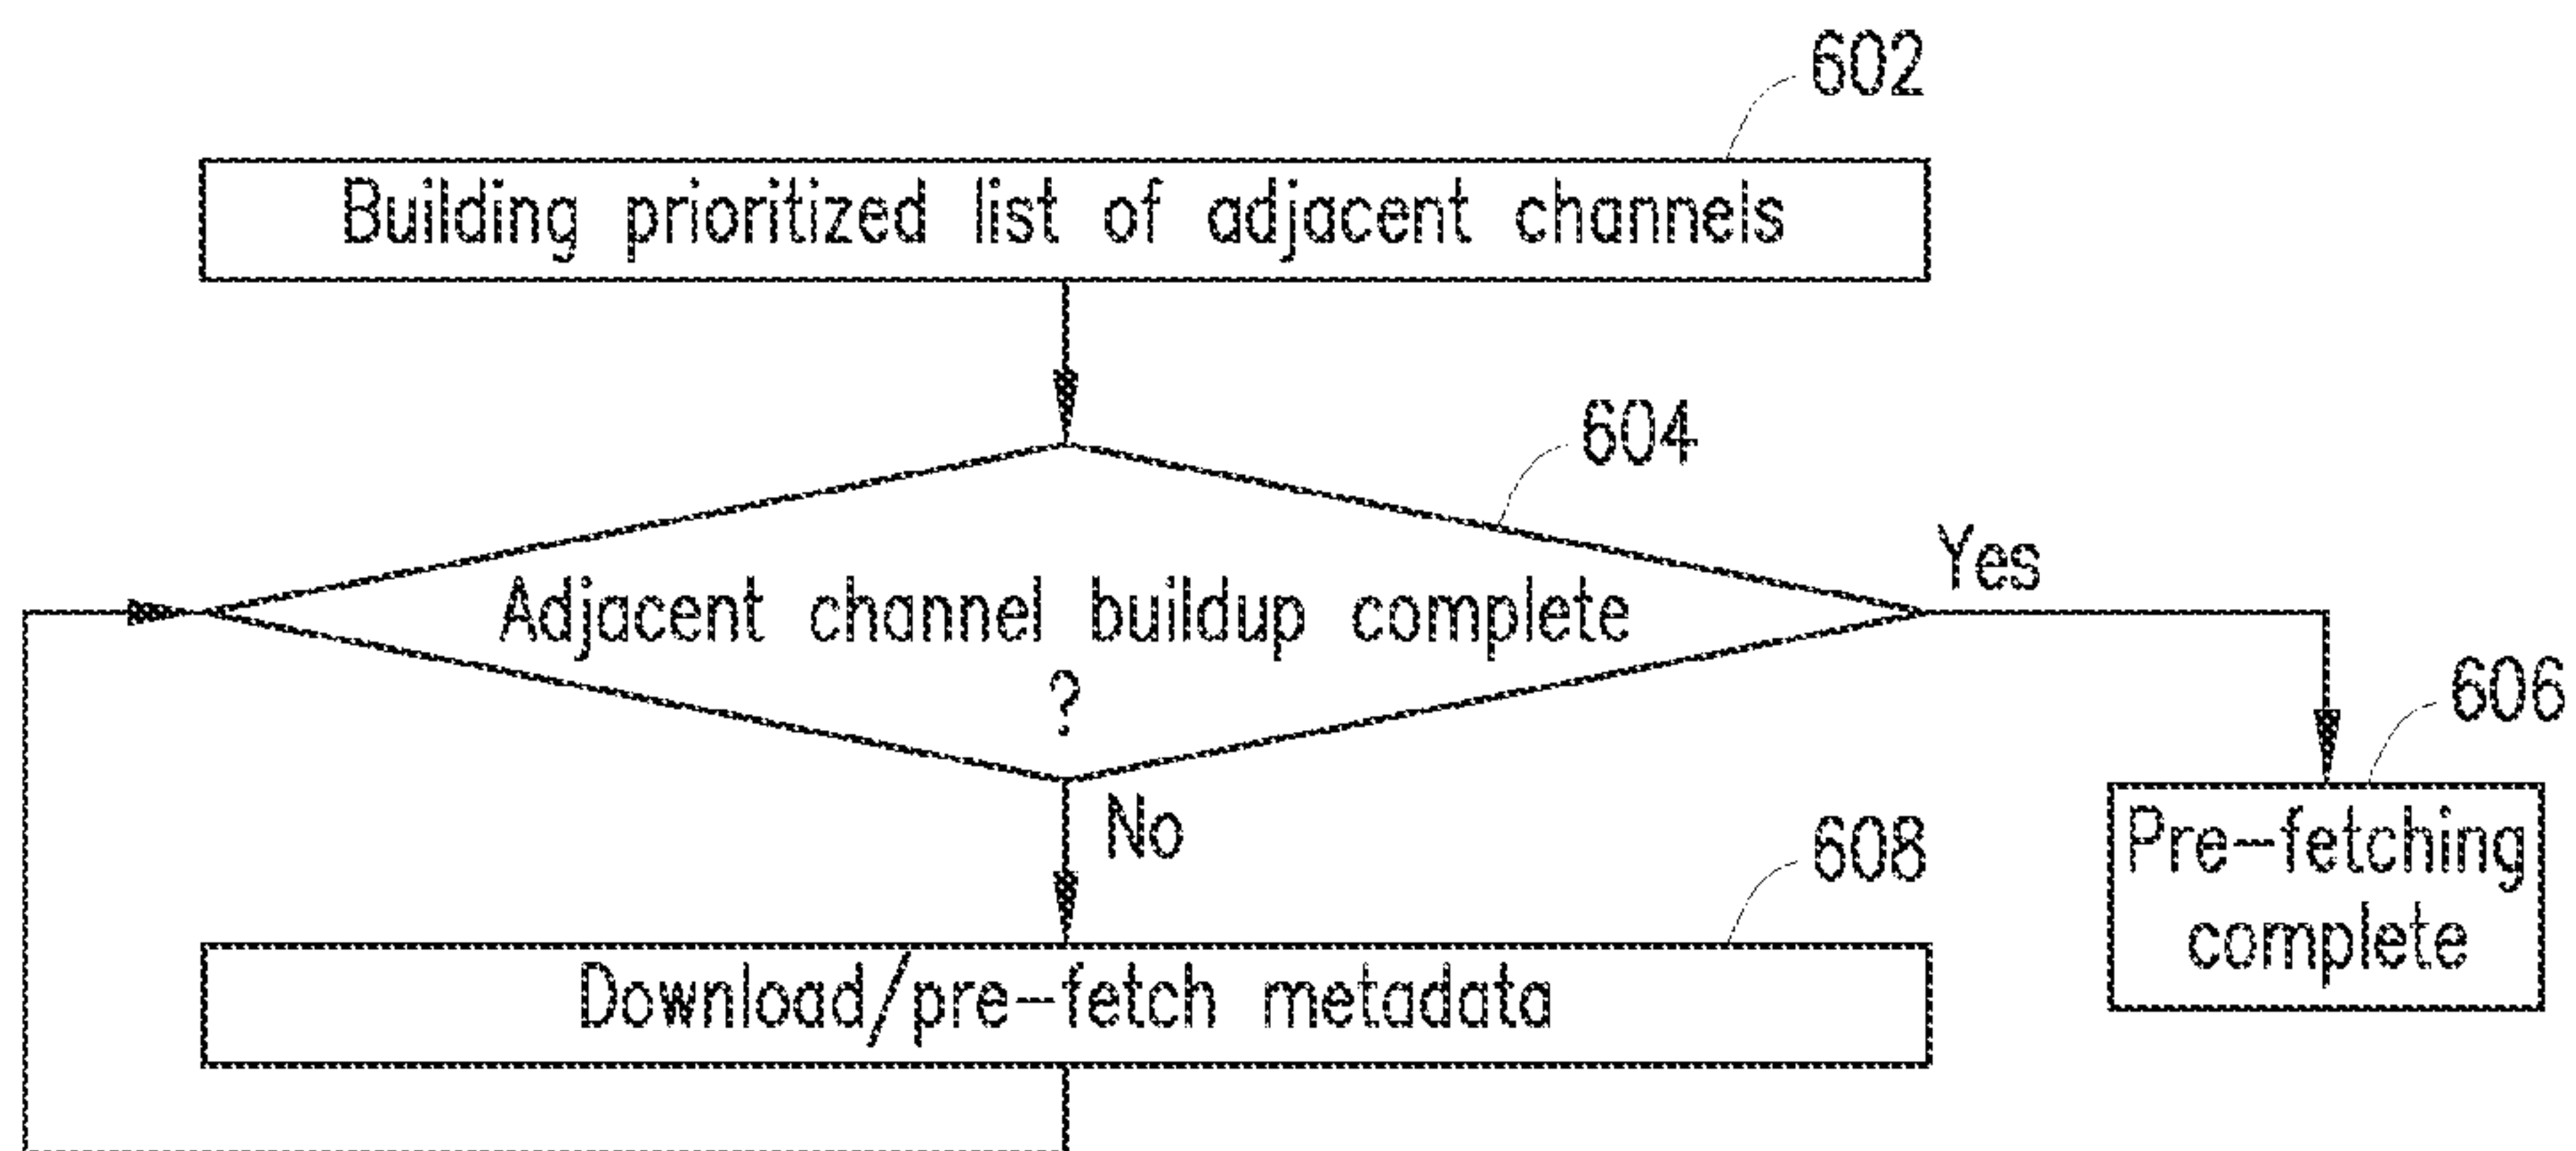 602
Building prioritized list of adjacent channels
604
Adjacent channel buildup complete
?
Yes
606
Pre-fetching
complete
No
608
Download/pre-fetch metadata